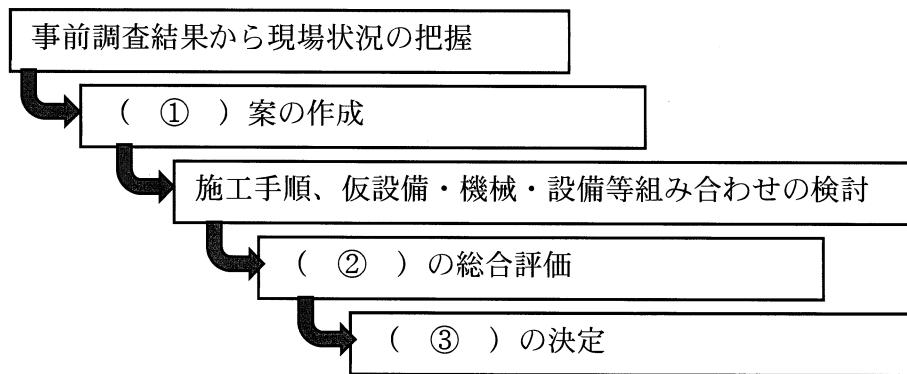 事前調査結果から現場状況の把握
（　①　）案の作成
施工手順、仮設備・機械・設備等組み合わせの検討
（　②　）の総合評価
（　③　）の決定